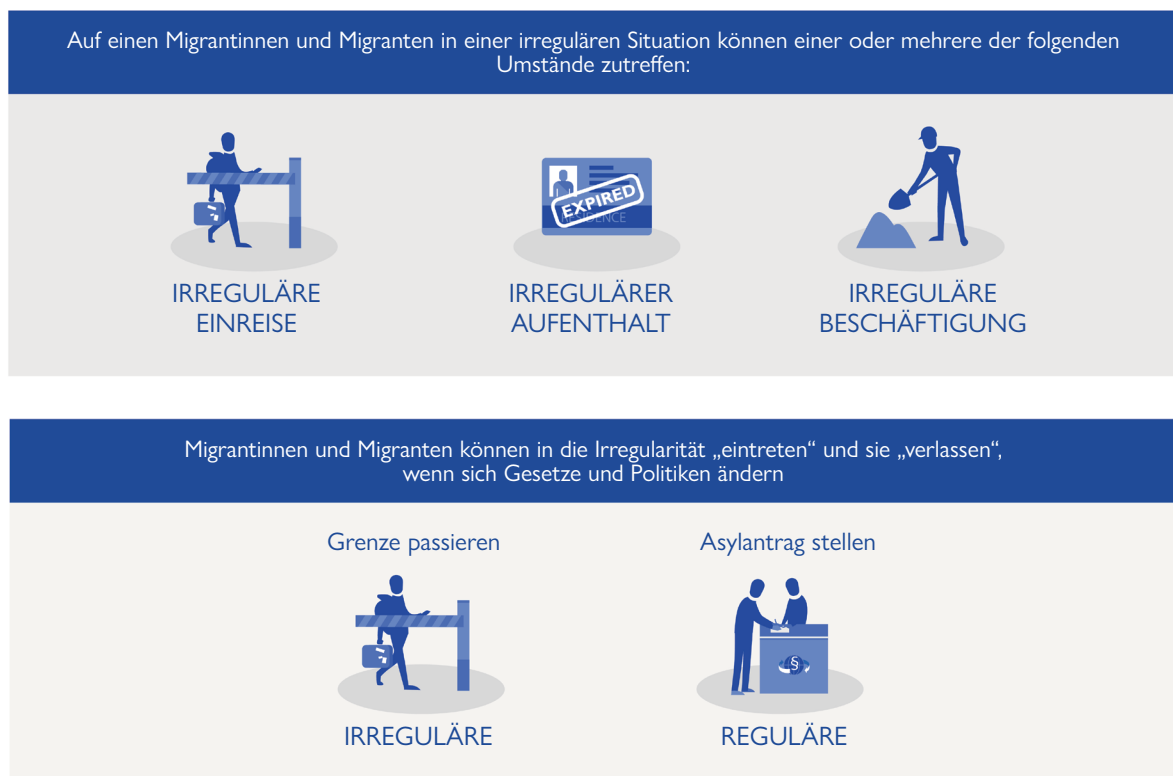 Auf einen Migrantinnen und Migranten in einer irregulären Situation können einer oder mehrere der folgenden
Umstände zutreffen:
EXPIRED
RESIDENCE
IRREGULÄRE
EINREISE
IRREGULÄRER
AUFENTHALT
IRREGULÄRE
BESCHÄFTIGUNG
Migrantinnen und Migranten können in die Irregularität „eintreten“ und sie „verlassen“,
wenn sich Gesetze und Politiken ändern
Grenze passieren
Asylantrag stellen
§
IRREGULÄRE
REGULÄRE